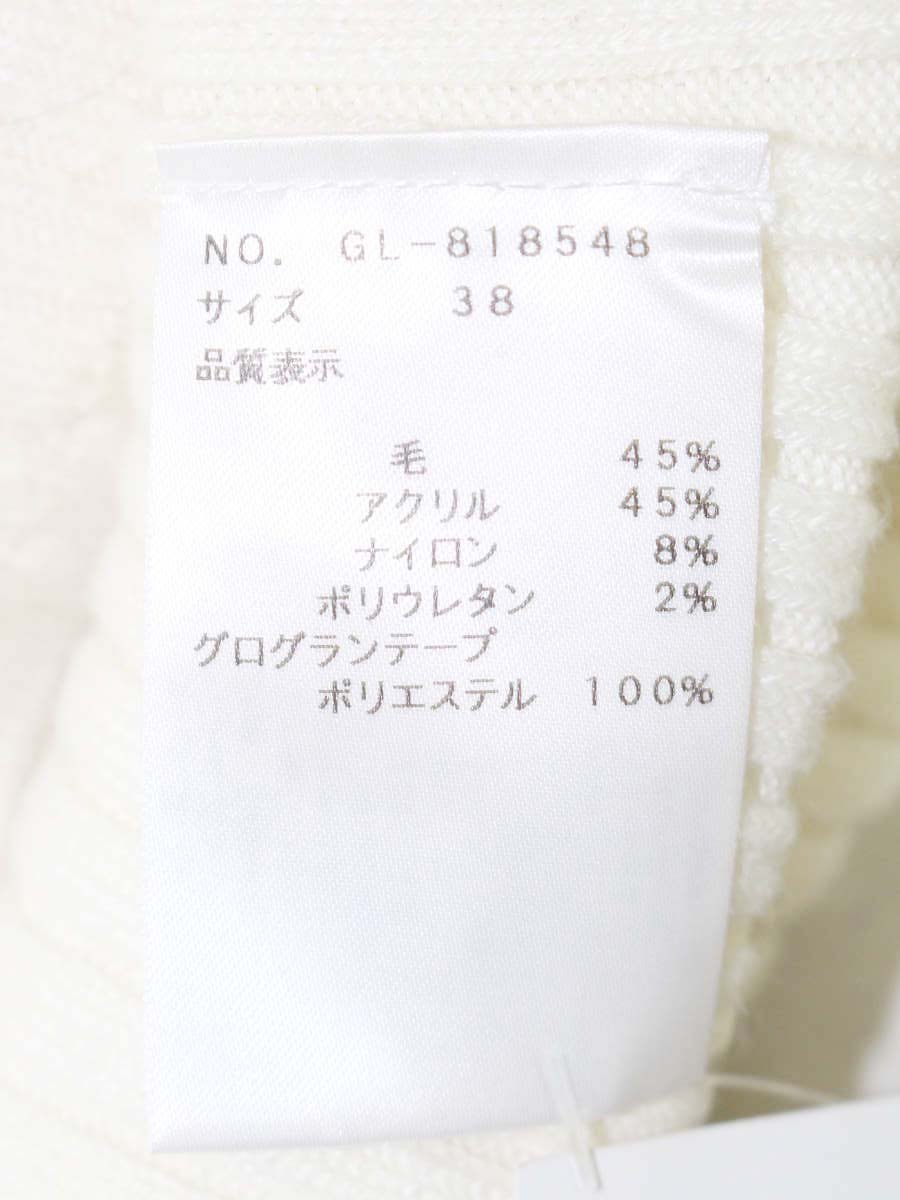 NO. GL-818548
サイズ 38
品質表示
毛 45%
アクリル 45%
ナイロン 8%
ポリウレタン 2%
グログランテープ
ポリエステル 100%